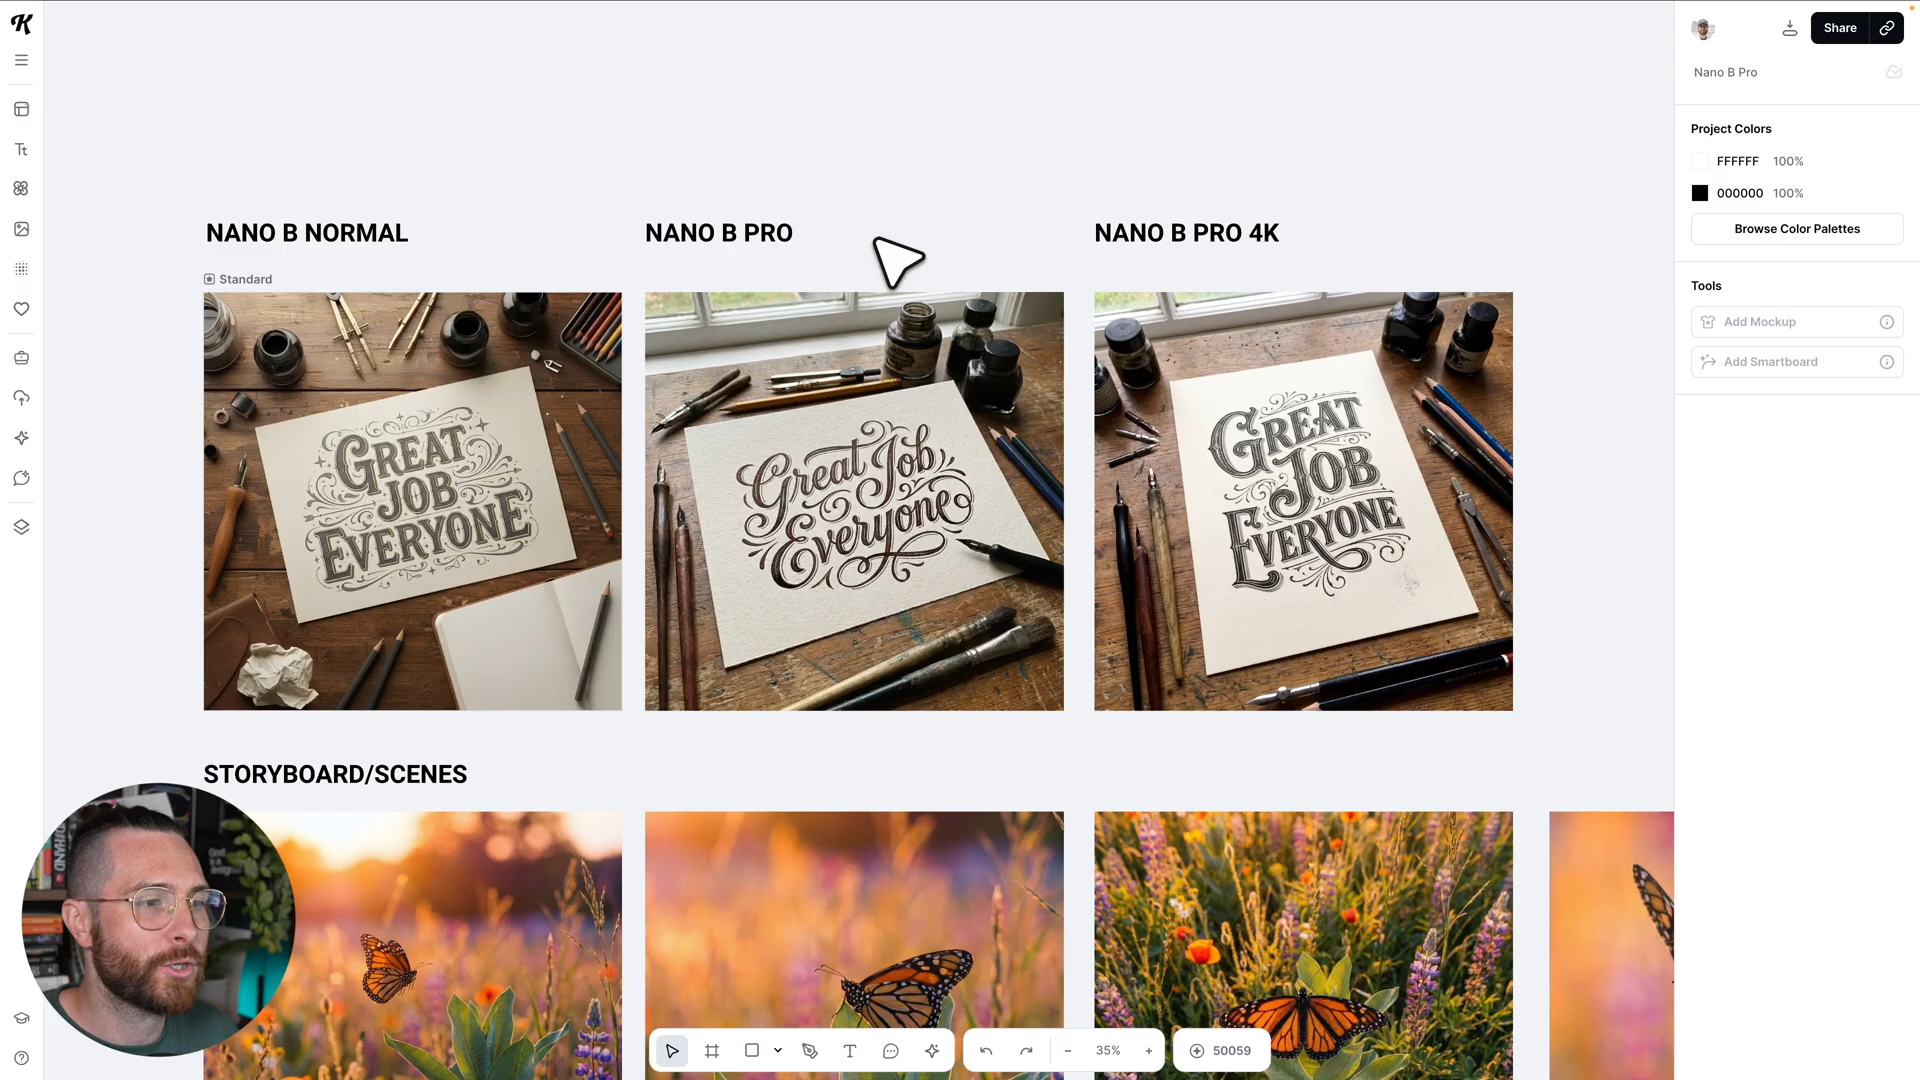 K
Share
Nano B Pro
Project Colors
FFFFFF 100%
000000 100%
Browse Color Palettes
Tools
Add Mockup
Add Smartboard
Tt
NANO B NORMAL
NANO B PRO
NANO B PRO 4K
Standard
GREAT
JOB
EVERYONE
Great Job
Everyone
GREAT
JOB
EVERYONE
STORYBOARD/SCENES
35%
50059